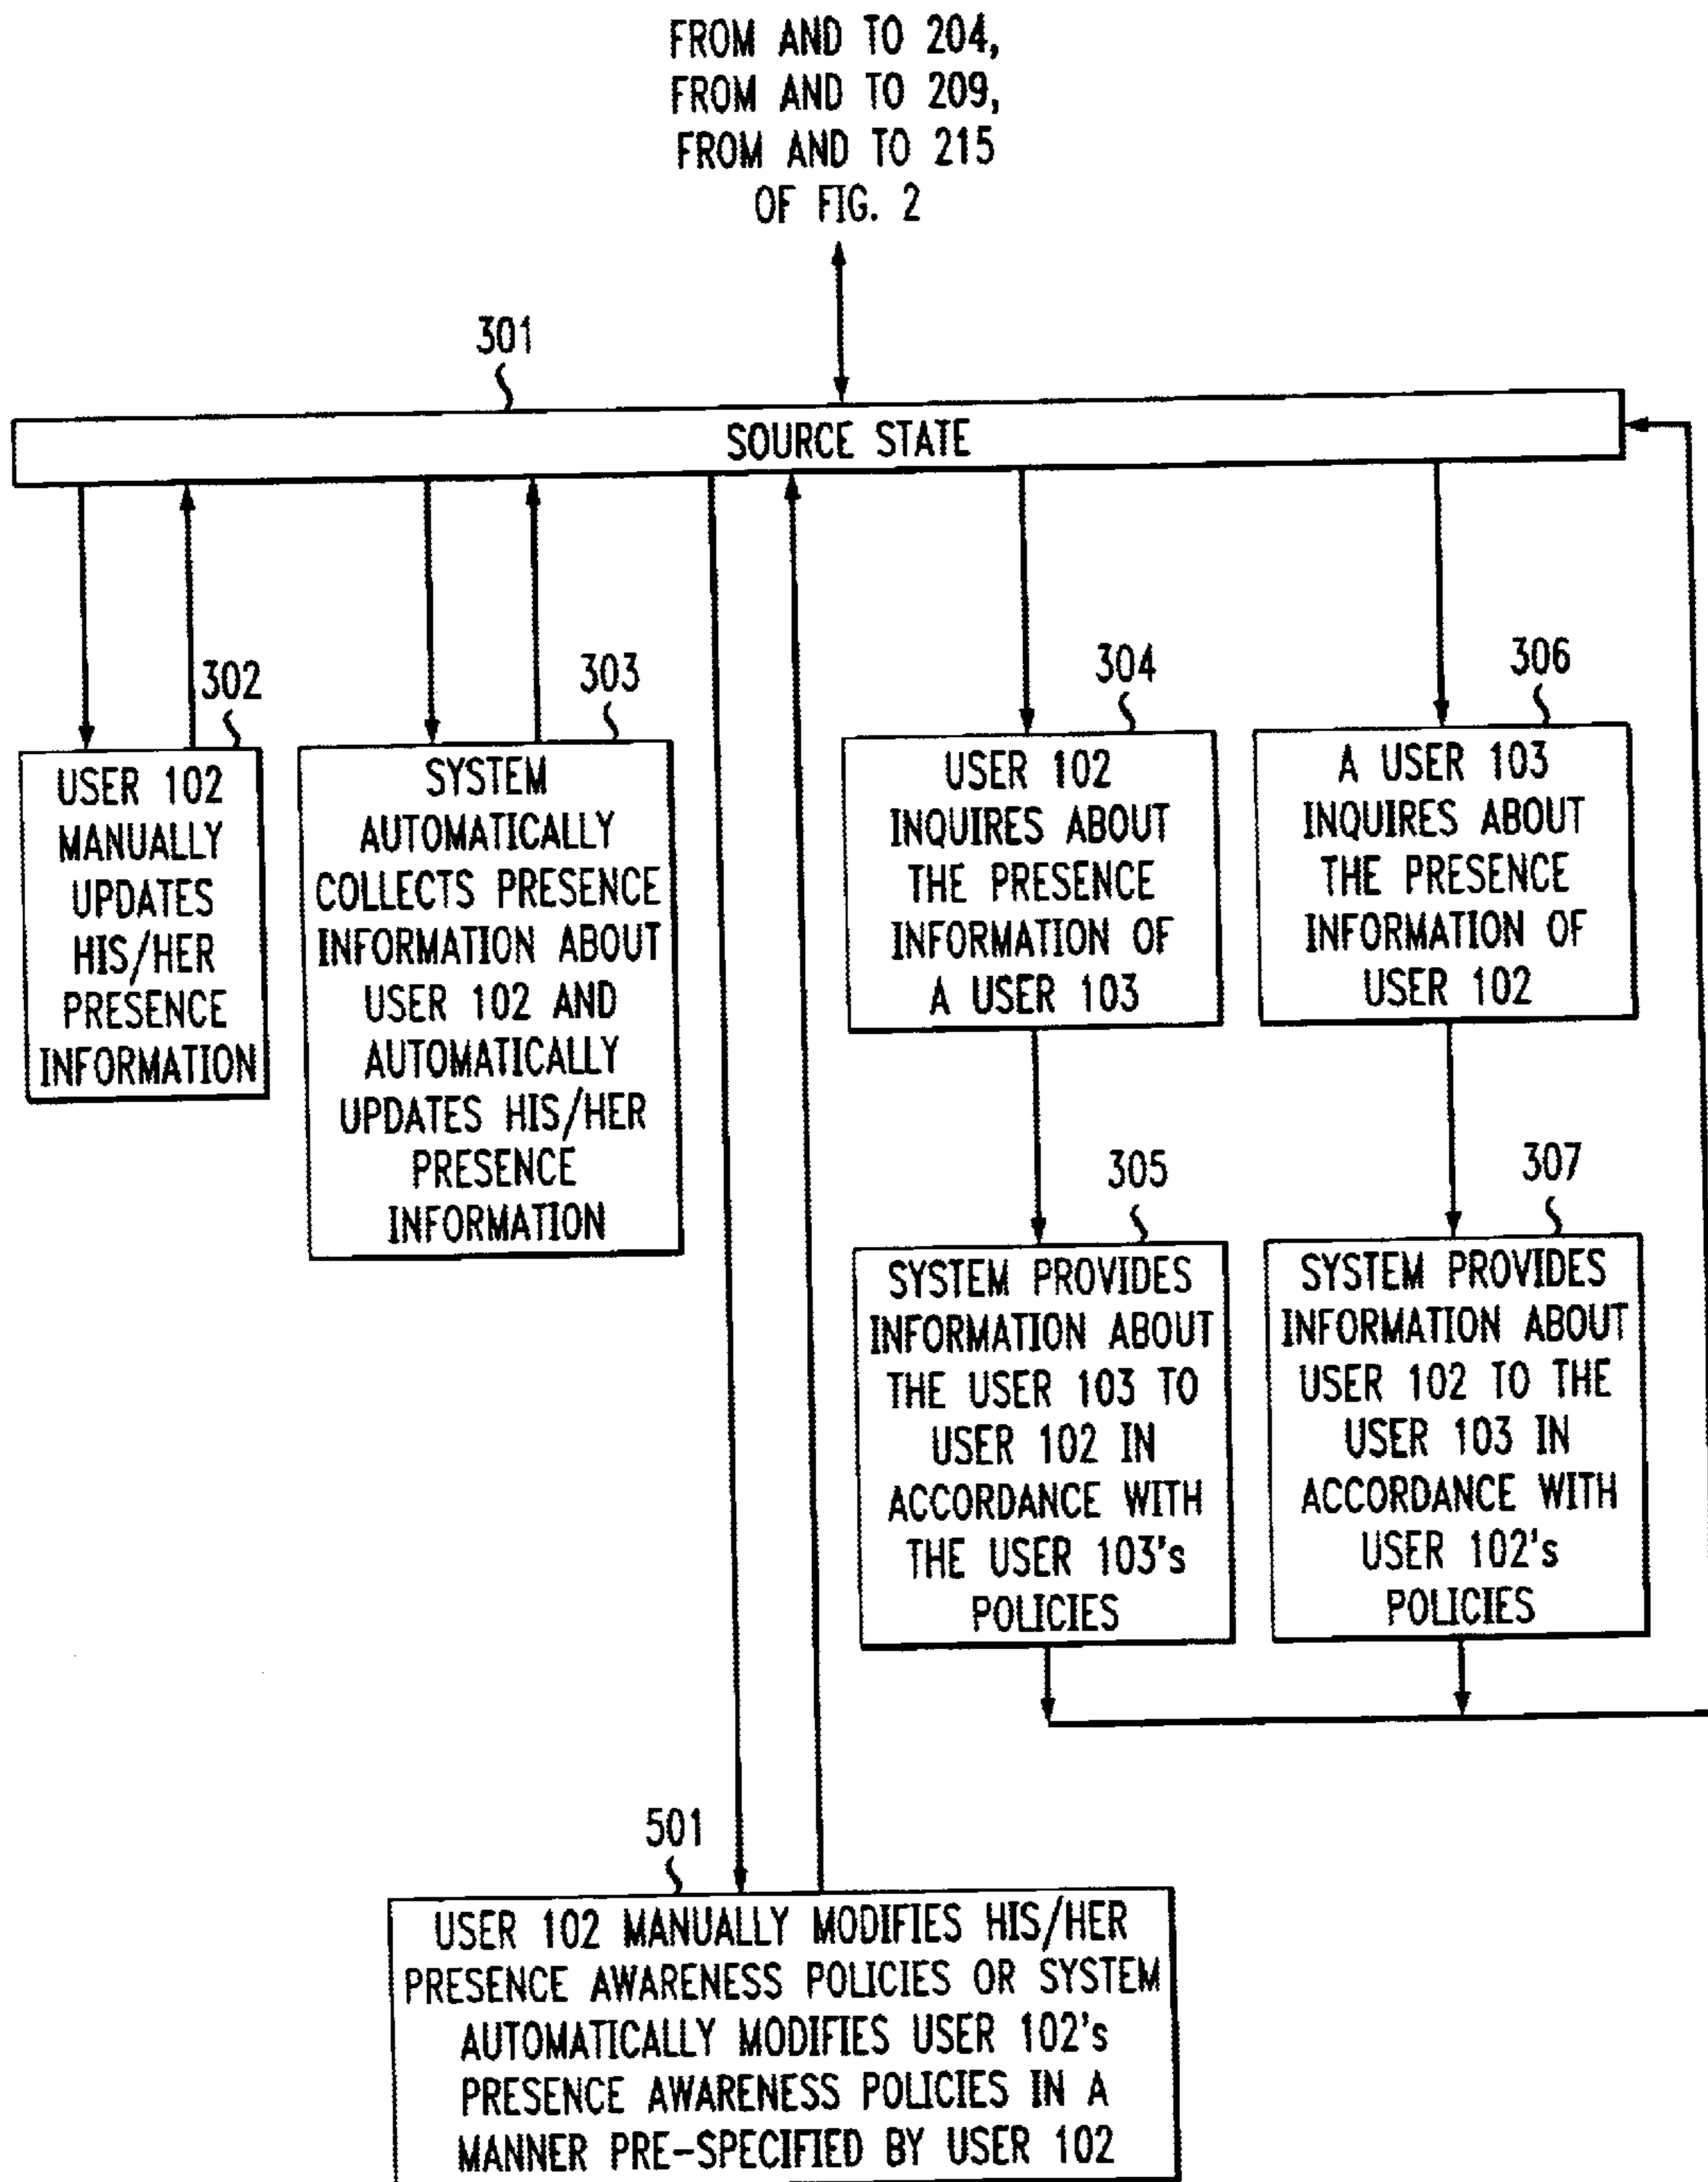 FROM AND TO 204,
FROM AND TO 209,
FROM AND TO 215
OF FIG. 2
301
SOURCE STATE
302
USER 102
MANUALLY
UPDATES
HIS/HER
PRESENCE
INFORMATION
303
SYSTEM
AUTOMATICALLY
COLLECTS PRESENCE
INFORMATION ABOUT
USER 102 AND
AUTOMATICALLY
UPDATES HIS/HER
PRESENCE
INFORMATION
304
USER 102
INQUIRES ABOUT
THE PRESENCE
INFORMATION OF
A USER 103
306
A USER 103
INQUIRES ABOUT
THE PRESENCE
INFORMATION OF
USER 102
305
SYSTEM PROVIDES
INFORMATION ABOUT
THE USER 103 TO
USER 102 IN
ACCORDANCE WITH
THE USER 103's
POLICIES
307
SYSTEM PROVIDES
INFORMATION ABOUT
USER 102 TO THE
USER 103 IN
ACCORDANCE WITH
USER 102's
POLICIES
501
USER 102 MANUALLY MODIFIES HIS/HER
PRESENCE AWARENESS POLICIES OR SYSTEM
AUTOMATICALLY MODIFIES USER 102's
PRESENCE AWARENESS POLICIES IN A
MANNER PRE-SPECIFIED BY USER 102